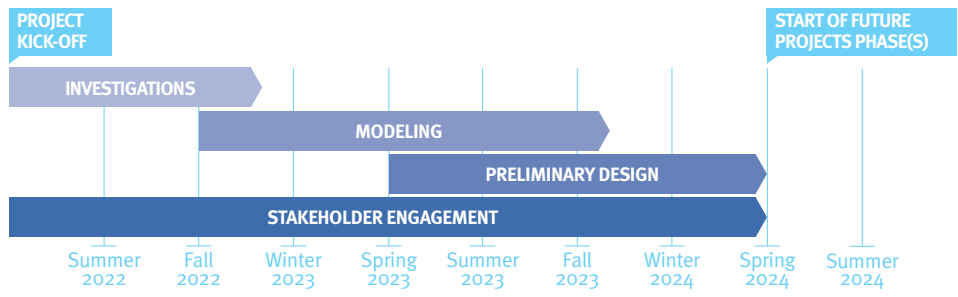 PROJECT
KICK-OFF
START OF FUTURE
PROJECTS PHASE(S)
INVESTIGATIONS
MODELING
PRELIMINARY DESIGN
STAKEHOLDER ENGAGEMENT
Summer
2022
Fall
2022
Winter
2023
Spring
2023
Summer
2023
Fall
2023
Winter
2024
Spring
2024
Summer
2024